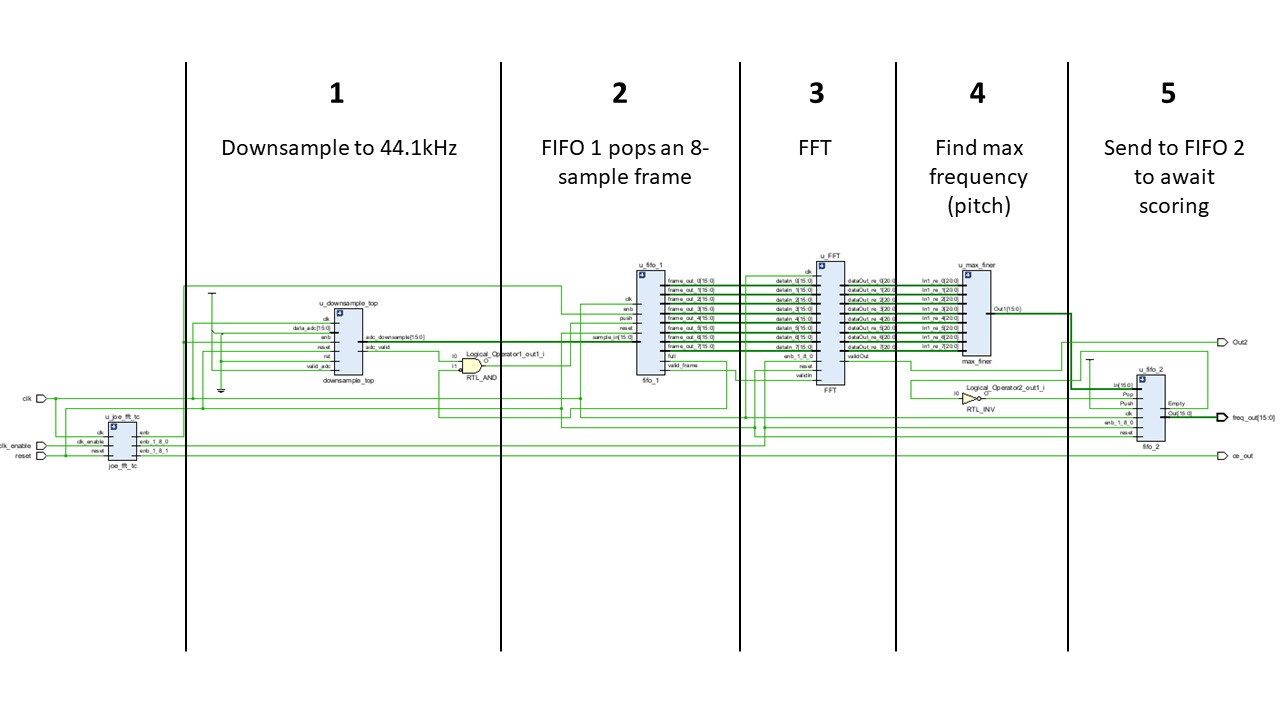 1
2
3
4
5
Downsample to 44.1kHz
FIFO 1 pops an 8-
sample frame
FFT
Find max
frequency
(pitch)
Send to FIFO 2
to await
scoring
clk
clk_enable
reset
u_joe_fft_tc
clk
clk_enable
reset
enb
enb_1_8_0
enb_1_8_1
joe_fft_tc
u_downsample_top
clk
data_adc[15:0]
enb
reset
valid_adc
adc_downsample[15:0]
adc_valid
downsample_top
Logical_Operator1_out1_i
I0
I1
O
RTL_AND
u_fifo_1
clk
enb
push
reset
sample_in[15:0]
frame_out_0[15:0]
frame_out_1[15:0]
frame_out_2[15:0]
frame_out_3[15:0]
frame_out_4[15:0]
frame_out_5[15:0]
frame_out_6[15:0]
frame_out_7[15:0]
full
valid_frame
fifo_1
u_FFT
clk
dataIn_0[15:0]
dataIn_1[15:0]
dataIn_2[15:0]
dataIn_3[15:0]
dataIn_4[15:0]
dataIn_5[15:0]
dataIn_6[15:0]
dataIn_7[15:0]
enb_1_8_0
reset
validIn
dataOut_re_0[20:0]
dataOut_re_1[20:0]
dataOut_re_2[20:0]
dataOut_re_3[20:0]
dataOut_re_4[20:0]
dataOut_re_5[20:0]
dataOut_re_6[20:0]
dataOut_re_7[20:0]
validOut
FFT
u_max_finer
In1_re_0[20:0]
In1_re_1[20:0]
In1_re_2[20:0]
In1_re_3[20:0]
In1_re_4[20:0]
In1_re_5[20:0]
In1_re_6[20:0]
In1_re_7[20:0]
Out1[15:0]
max_finer
Logical_Operator2_out1_i
I0
O
RTL_INV
u_fifo_2
In[15:0]
Pop
Push
clk
enb_1_8_0
reset
Empty
Out[15:0]
fifo_2
Out2
freq_out[15:0]
ce_out